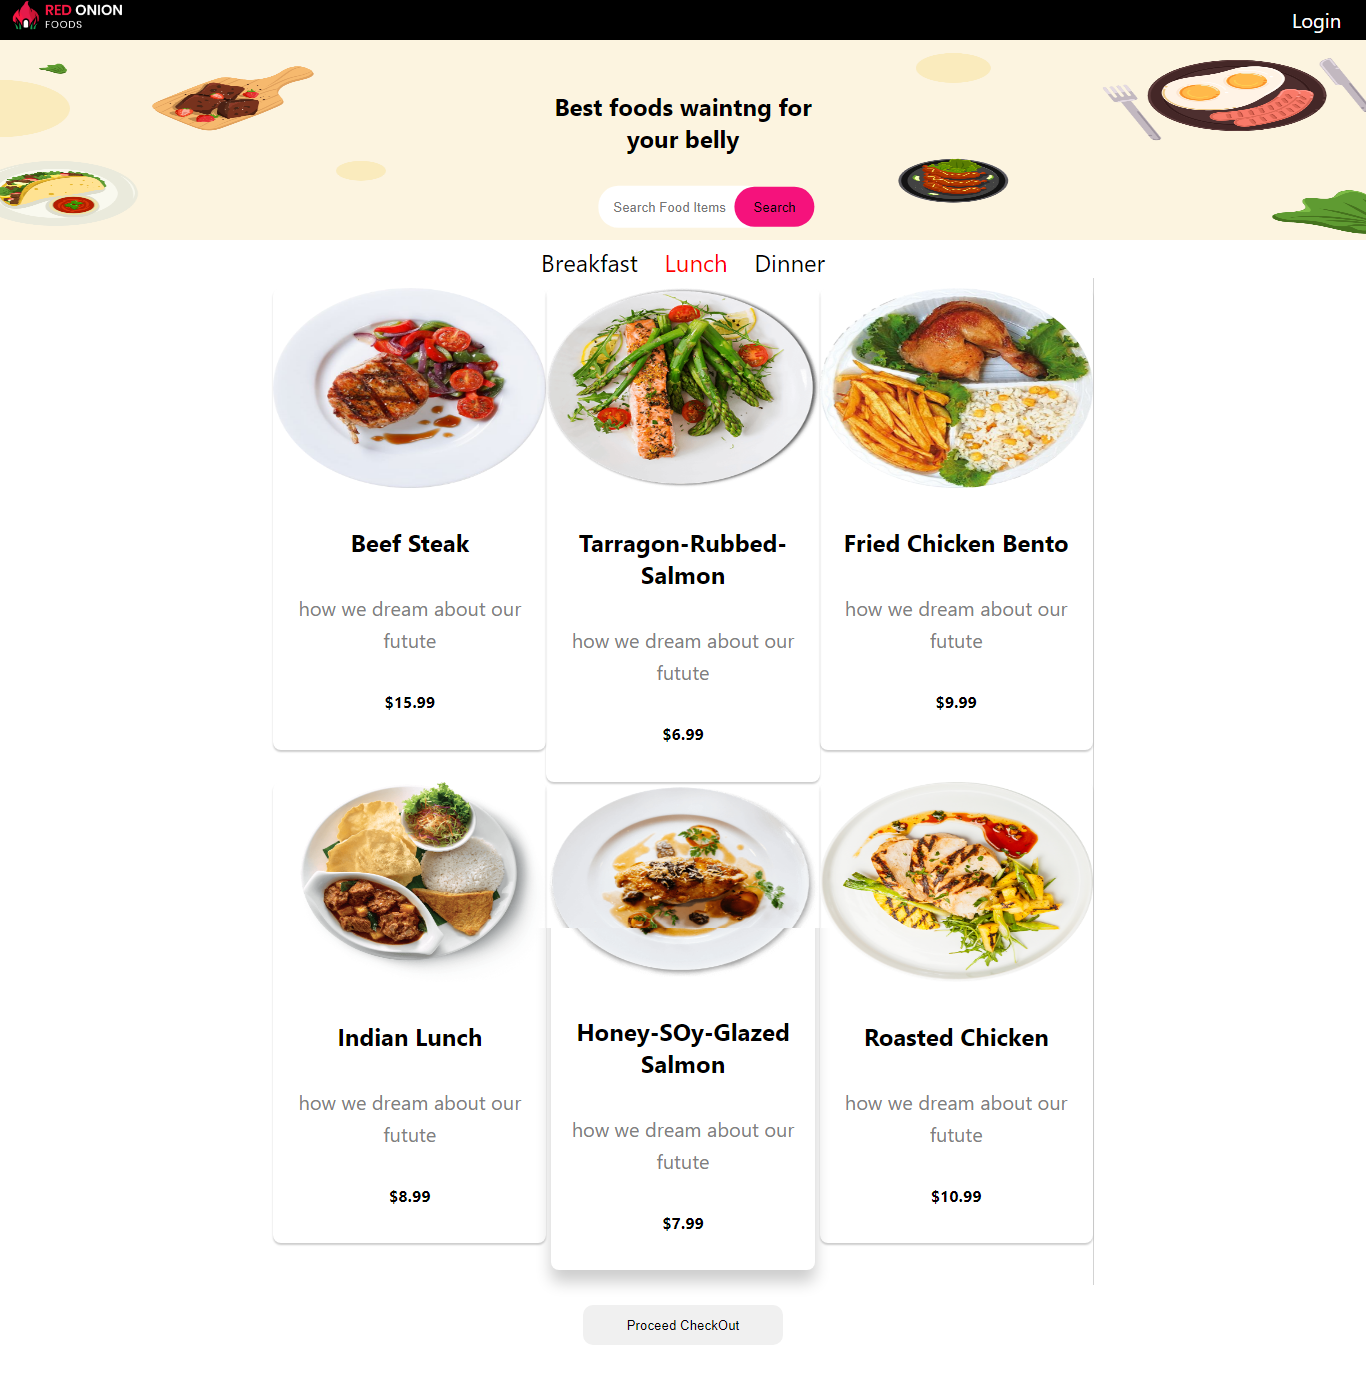 RED ONION
FOODS
Login
Best foods waintng for
your belly
Search Food Items
Search
Breakfast
Lunch
Dinner
Beef Steak
how we dream about our
futute
$15.99
Tarragon-Rubbed-
Salmon
how we dream about our
futute
$6.99
Fried Chicken Bento
how we dream about our
futute
$9.99
Indian Lunch
how we dream about our
futute
$8.99
Honey-SOy-Glazed
Salmon
how we dream about our
futute
$7.99
Roasted Chicken
how we dream about our
futute
$10.99
Proceed CheckOut